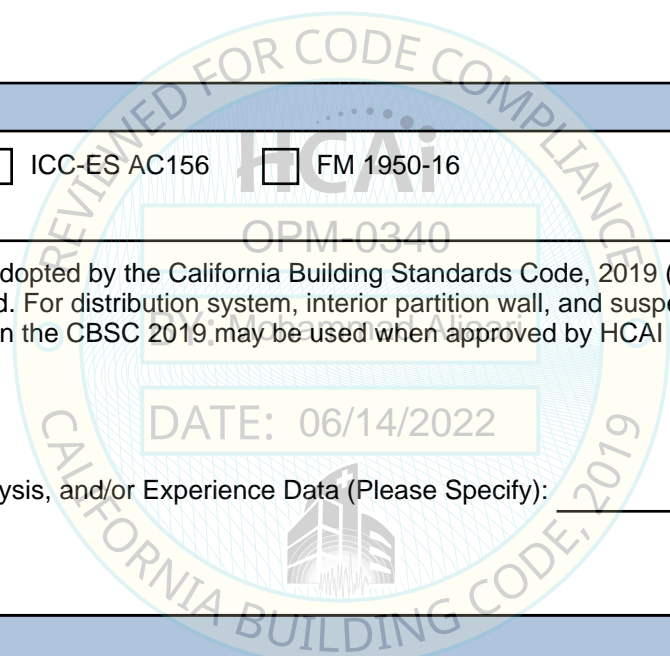 REVIEWED FOR CODE COMPLIANCE
HCAi
ICC-ES AC156 FM 1950-16
OPM-0340
dopted by the California Building Standards Code, 2019 (
d. For distribution system, interior partition wall, and susp
n the CBSC 2019 may be used when approved by HCAI
BY: Mohammad Aliaari
DATE: 06/14/2022
ysis, and/or Experience Data (Please Specify):
CALIFORNIA BUILDING CODE, 2019